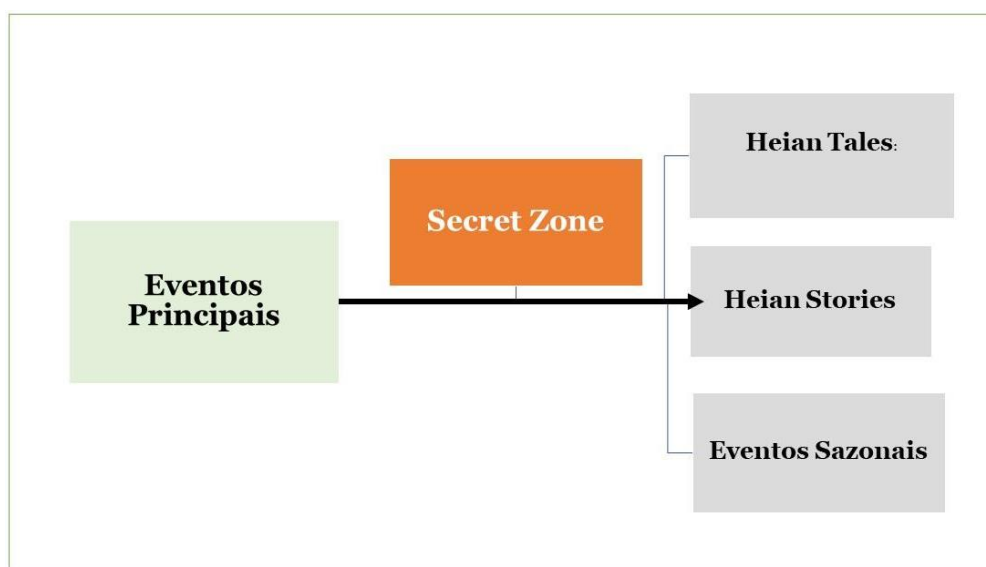 Eventos
Principais
Secret Zone
Heian Tales:
Heian Stories
Eventos Sazonais